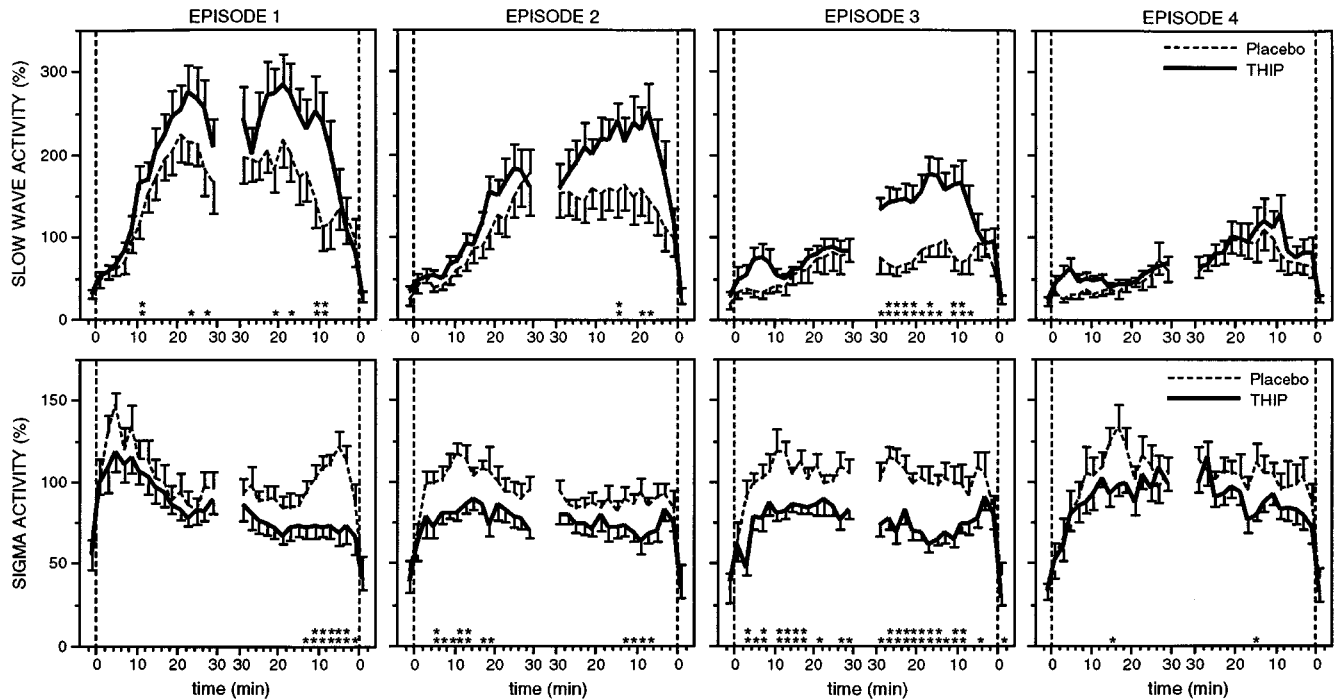 EPISODE 1 EPISODE 2 EPISODE 3 EPISODE 4
SLOW WAVE ACTIVITY (%)
300
200
100
0
Placebo
THIP
0 10 20 30 30 20 10 0
0 10 20 30 20 10 0
0 10 20 30 30 20 10 0
0 10 20 30 30 20 10 0
SIGMA ACTIVITY (%)
150
100
50
0
Placebo
THIP
0 10 20 30 20 10 0
0 10 20 30 20 10 0
0 10 20 30 30 20 10 0
0 10 20 30 30 20 10 0
time (min) time (min) time (min) time (min)